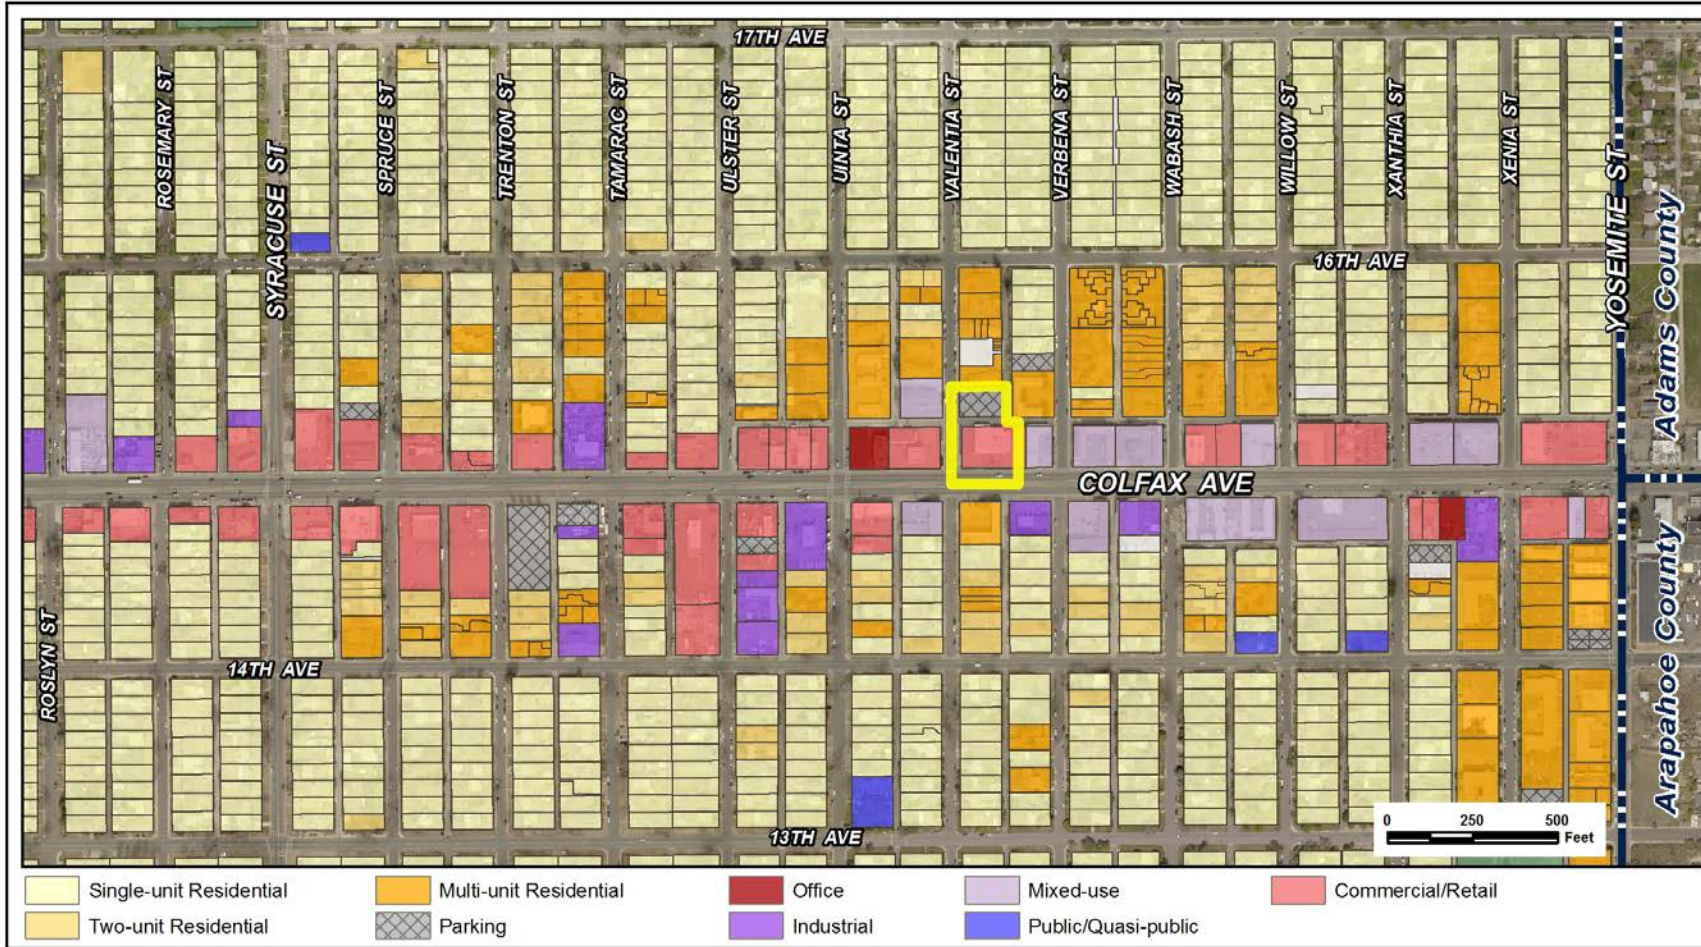 17TH AVE
ROSEMARY ST
SYRACUSE ST
SPRUCE ST
TRENTON ST
TAMARAC ST
ULSTER ST
UINTA ST
VALENTIA ST
VERBENA ST
WABASH ST
WILLOW ST
XANTHIA ST
XENIA ST
YOSEMITE ST
Adams County
16TH AVE
COLFAX AVE
Arapahoe County
ROSLYN ST
14TH AVE
13TH AVE
0 250 500
Feet
Single-unit Residential
Multi-unit Residential
Office
Mixed-use
Commercial/Retail
Two-unit Residential
Parking
Industrial
Public/Quasi-public